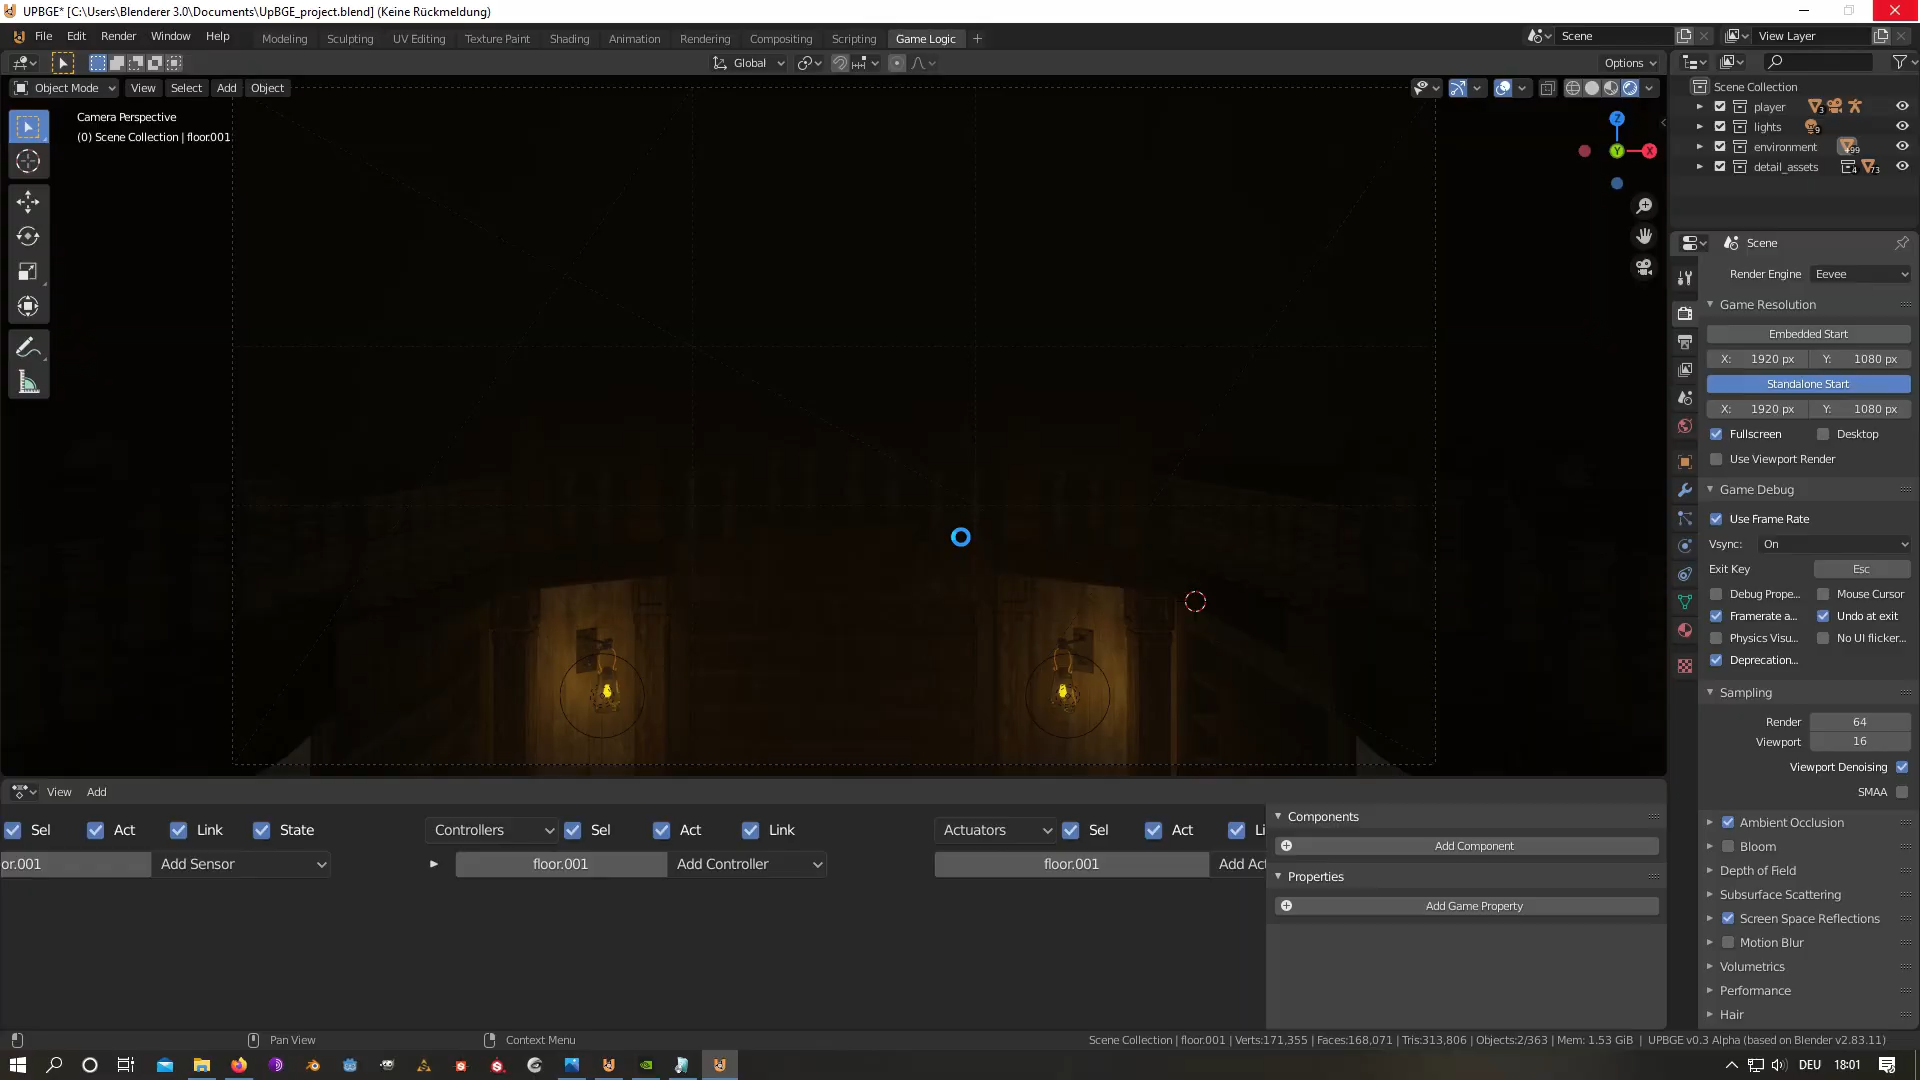 UPBGE* [C:\Users\Blenderer 3.0\Documents\UpBGE_project.blend] (Keine Rückmeldung)
File Edit Render Window Help Modeling Sculpting UV Editing Texture Paint Shading Animation Rendering Compositing Scripting Game Logic + Scene View Layer
Global Options
Object Mode View Select Add Object
Camera Perspective
(0) Scene Collection | floor.001
Z
Y
X
Scene Collection
player 3
lights 9
environment 99
detail_assets 4 73
Scene
Render Engine Eevee
Game Resolution
Embedded Start
X: 1920 px Y: 1080 px
Standalone Start
X: 1920 px Y: 1080 px
Fullscreen Desktop
Use Viewport Render
Game Debug
Use Frame Rate
Vsync: On
Exit Key Esc
Debug Prope... Mouse Cursor
Framerate a... Undo at exit
Physics Visu... No UI flicker...
Deprecation...
Sampling
Render 64
Viewport 16
Viewport Denoising
SMAA
Ambient Occlusion
Bloom
Depth of Field
Subsurface Scattering
Screen Space Reflections
Motion Blur
Volumetrics
Performance
Hair
View Add
Sel Act Link State Controllers Sel Act Link Actuators Sel Act Li
or.001 Add Sensor floor.001 Add Controller floor.001 Add Act
Components
Add Component
Properties
Add Game Property
Pan View Context Menu Scene Collection | floor.001 | Verts:171,355 | Faces:168,071 | Tris:313,806 | Objects:2/363 | Mem: 1.53 GiB | UPBGE v0.3 Alpha (based on Blender v2.83.11)
DEU 18:01